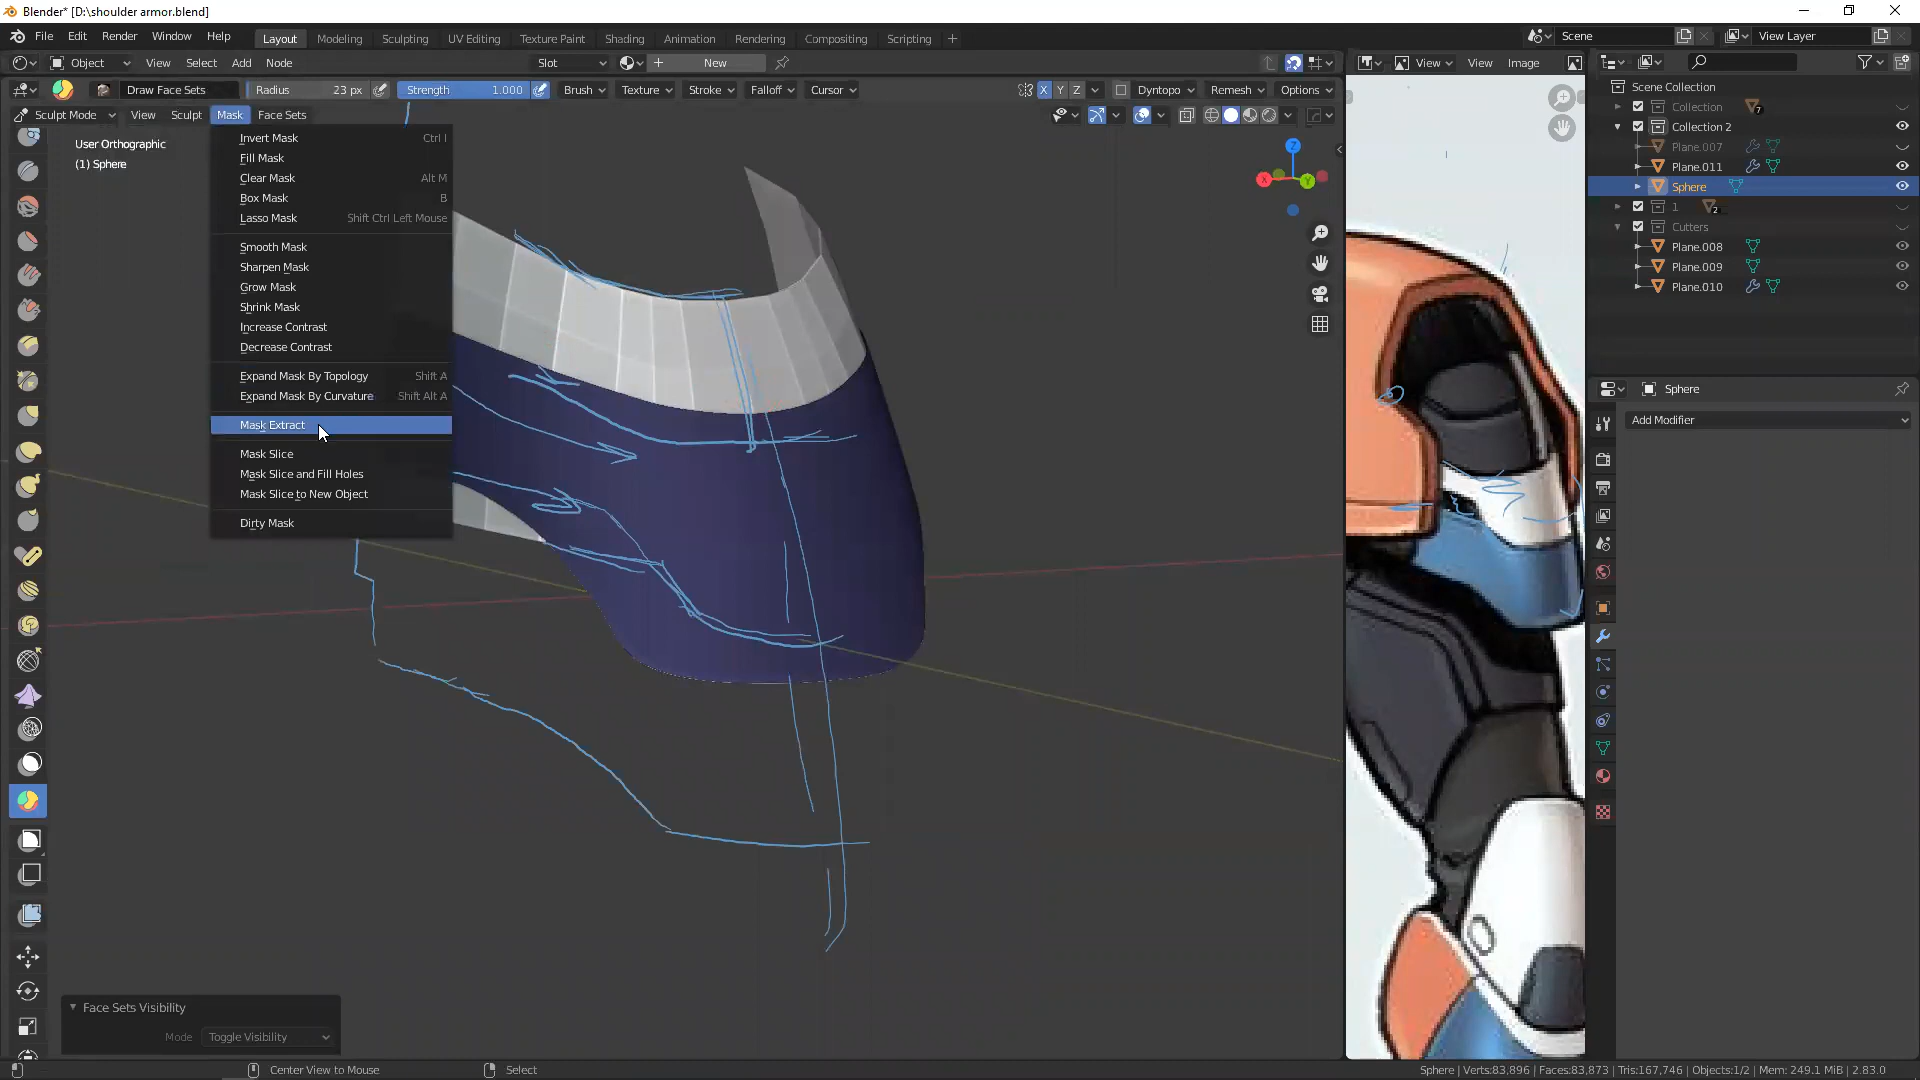 Blender* [D:\shoulder armor.blend]
File Edit Render Window Help Layout Modeling Sculpting UV Editing Texture Paint Shading Animation Rendering Compositing Scripting Scene View Layer
Object View Select Add Node Slot New View View Image
Draw Face Sets Radius 23 px Strength 1.000 Brush Texture Stroke Falloff Cursor X Y Z Dyntopo Remesh Options
Sculpt Mode View Sculpt Mask Face Sets
User Orthographic
(1) Sphere
Invert Mask Ctrl I
Fill Mask
Clear Mask Alt M
Box Mask B
Lasso Mask Shift Ctrl Left Mouse
Smooth Mask
Sharpen Mask
Grow Mask
Shrink Mask
Increase Contrast
Decrease Contrast
Expand Mask By Topology Shift A
Expand Mask By Curvature Shift Alt A
Mask Extract
Mask Slice
Mask Slice and Fill Holes
Mask Slice to New Object
Dirty Mask
Z
X
Y
Scene Collection
Collection 7
Collection 2
Plane.007
Plane.011
Sphere
1 2
Cutters
Plane.008
Plane.009
Plane.010
Sphere
Add Modifier
Face Sets Visibility
Mode Toggle Visibility
Center View to Mouse Select Sphere | Verts:83,896 | Faces:83,873 | Tris:167,746 | Objects:1/2 | Mem: 249.1 MiB | 2.83.0